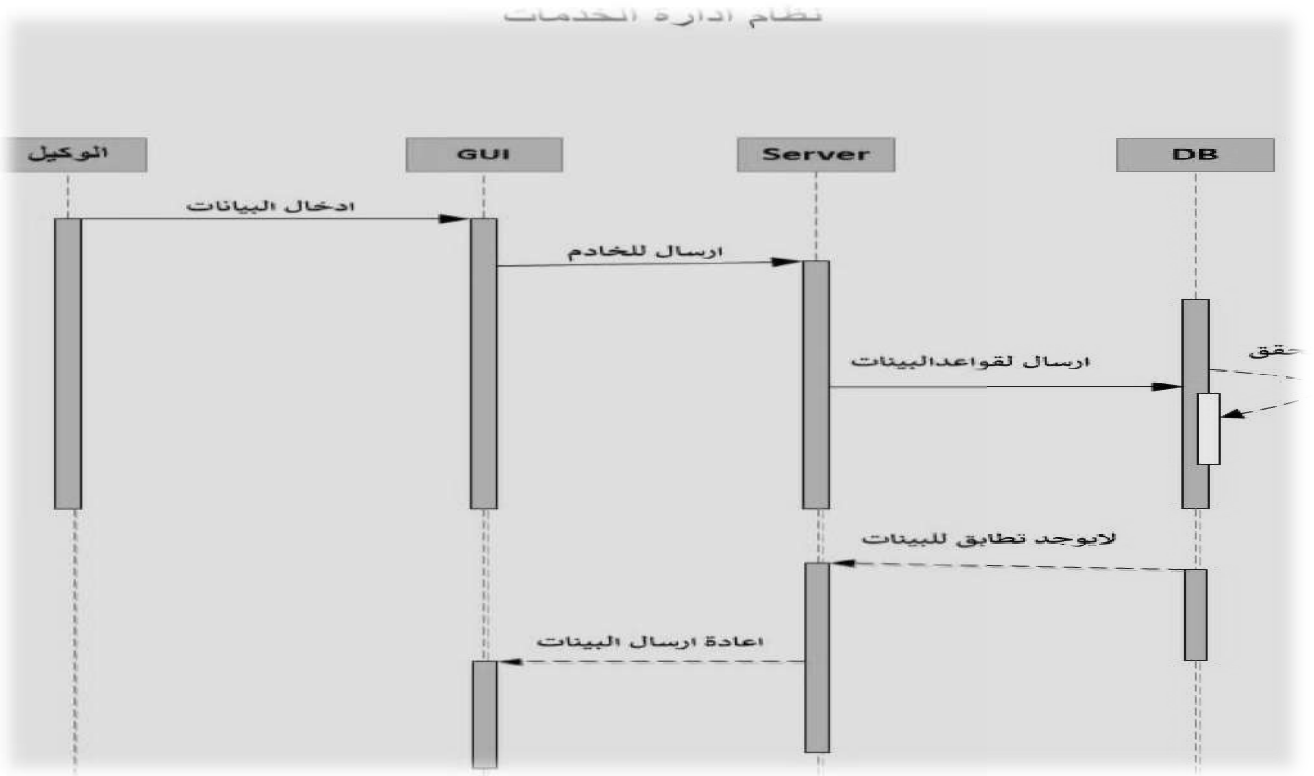 نظام ادارة الخدمات
الوكيل
GUI
Server
DB
ادخال البيانات
ارسال للخادم
ارسال لقواعدالبينات
لايوجد تطابق للبينات
اعادة ارسال البينات